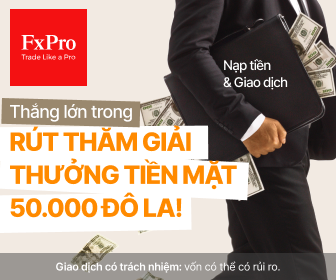 FxPro
Trade Like a Pro
Nạp tiền
& Giao dịch
Thắng lớn trong
RÚT THĂM GIẢI
THƯỞNG TIỀN MẶT
50.000 ĐÔ LA!
Giao dịch có trách nhiệm: vốn có thể có rủi ro.